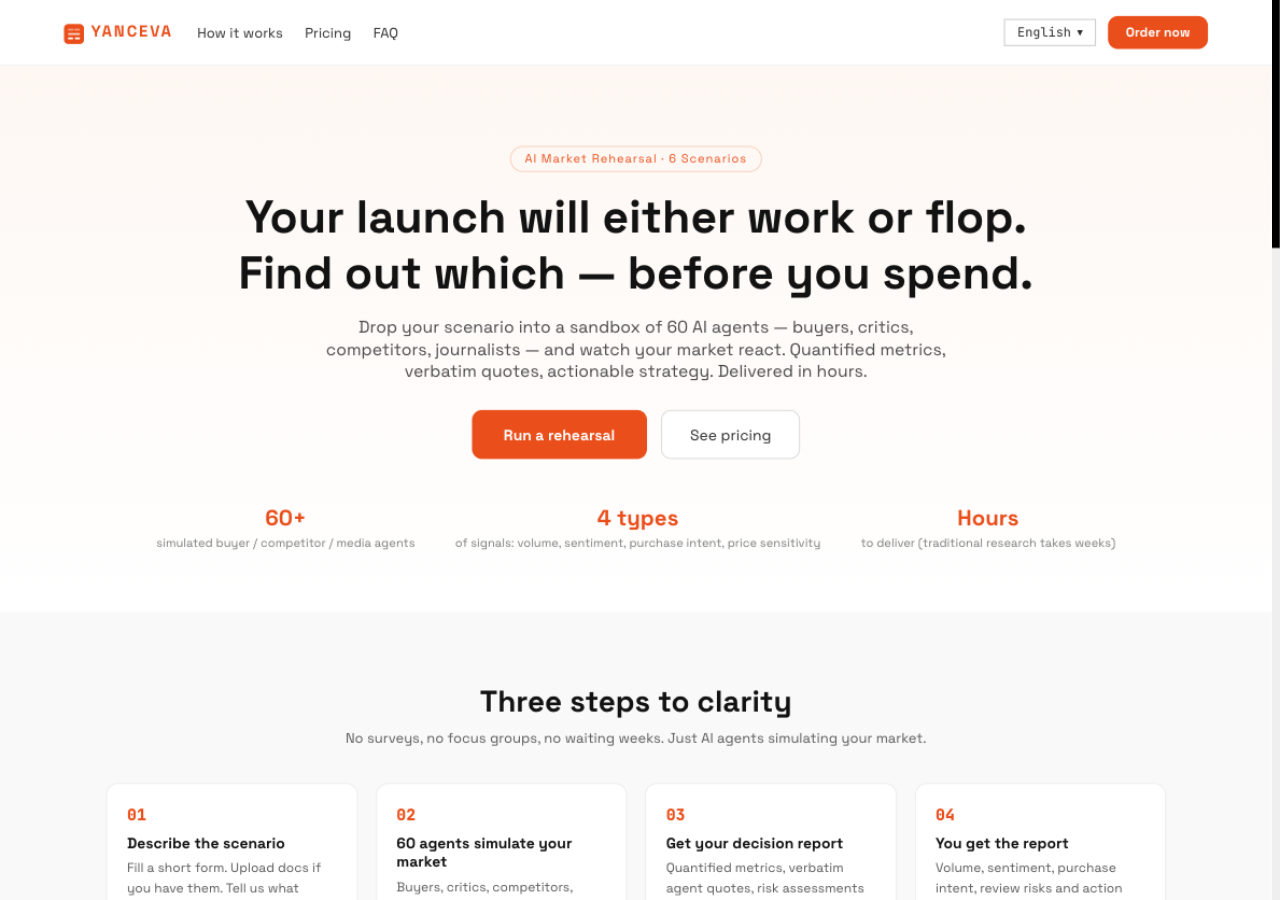 YANCEVA
How it works
Pricing
FAQ
English ▾
Order now
AI Market Rehearsal · 6 Scenarios
Your launch will either work or flop.
Find out which — before you spend.
Drop your scenario into a sandbox of 60 AI agents — buyers, critics,
competitors, journalists — and watch your market react. Quantified metrics,
verbatim quotes, actionable strategy. Delivered in hours.
Run a rehearsal
See pricing
60+
simulated buyer / competitor / media agents
4 types
of signals: volume, sentiment, purchase intent, price sensitivity
Hours
to deliver (traditional research takes weeks)
Three steps to clarity
No surveys, no focus groups, no waiting weeks. Just AI agents simulating your market.
01
Describe the scenario
Fill a short form. Upload docs if
you have them. Tell us what
02
60 agents simulate your
market
Buyers, critics, competitors,
03
Get your decision report
Quantified metrics, verbatim
agent quotes, risk assessments
04
You get the report
Volume, sentiment, purchase
intent, review risks and action